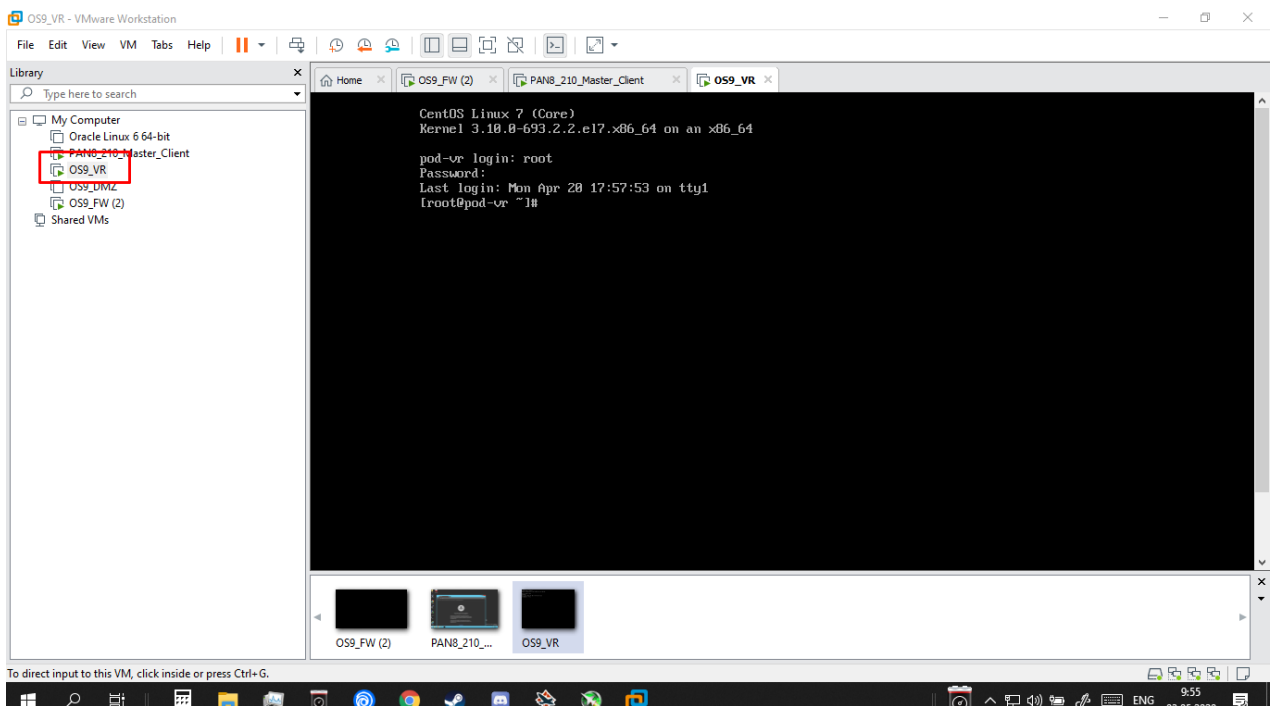 OS9_VR - VMware Workstation
File Edit View VM Tabs Help
Library
Type here to search
My Computer
Oracle Linux 6 64-bit
PAN8_210_Master_Client
OS9_VR
OS9_DMZ
OS9_FW (2)
Shared VMs
Home OS9_FW (2) PAN8_210_Master_Client OS9_VR
CentOS Linux 7 (Core)
Kernel 3.10.0-693.2.2.el7.x86_64 on an x86_64
pod-vr login: root
Password:
Last login: Mon Apr 20 17:57:53 on tty1
[root@pod-vr ~]#
OS9_FW (2) PAN8_210_... OS9_VR
To direct input to this VM, click inside or press Ctrl+G.
ENG 9:55